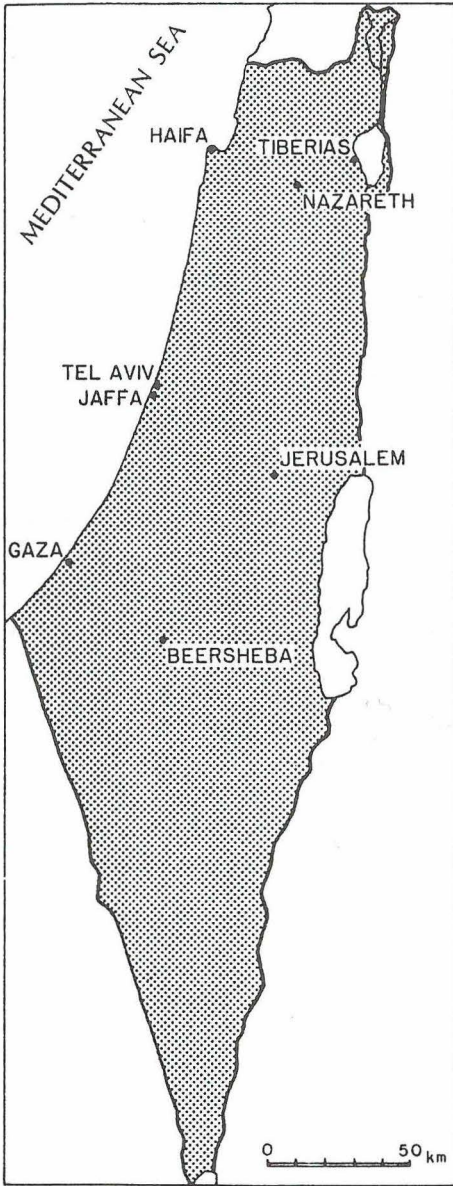 MEDITERRANEAN SEA
HAIFA
TIBERIAS
NAZARETH
TEL AVIV
JAFFA
JERUSALEM
GAZA
BEERSHEBA
0 50 km